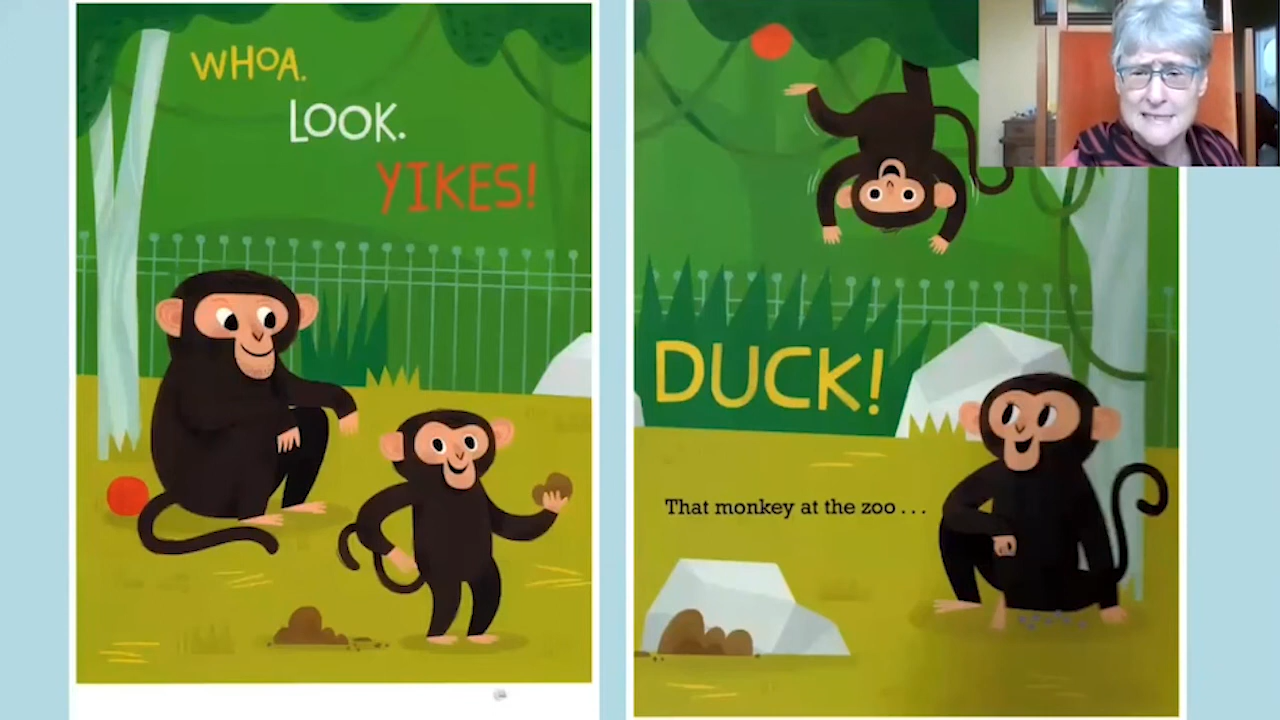 WHOA.
LOOK.
YIKES!
DUCK!
That monkey at the zoo . . .